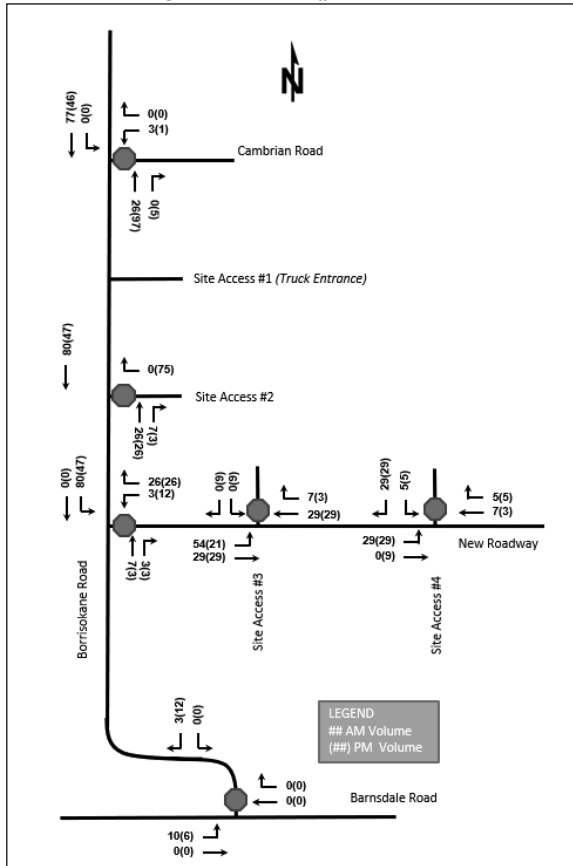 N
77(46)
0(0)
0(0)
3(1)
Cambrian Road
26(97)
0(5)
Site Access #1 (Truck Entrance)
80(47)
0(75)
Site Access #2
26(26)
7(3)
0(0)
80(47)
26(26)
3(12)
7(3)
3(3)
0(9)
0(9)
7(3)
29(29)
54(21)
29(29)
29(29)
5(5)
5(5)
7(3)
29(29)
0(9)
New Roadway
Borrisokane Road
Site Access #3
Site Access #4
3(12)
0(0)
LEGEND
## AM Volume
(##) PM Volume
0(0)
0(0)
Barnsdale Road
10(6)
0(0)